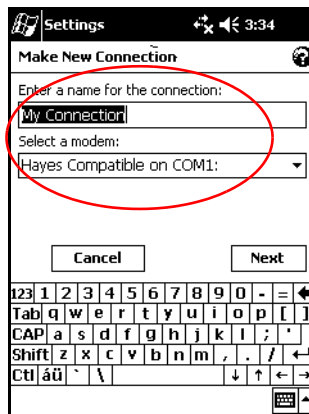 Settings 3:34
Make New Connection
Enter a name for the connection:
My Connection
Select a modem:
Hayes Compatible on COM1:
Cancel Next
123 1 2 3 4 5 6 7 8 9 0 - =
Tab q w e r t y u i o p [ ]
CAP a s d f g h j k l ; '
Shift z x c v b n m , . /
Ctl áü ` \